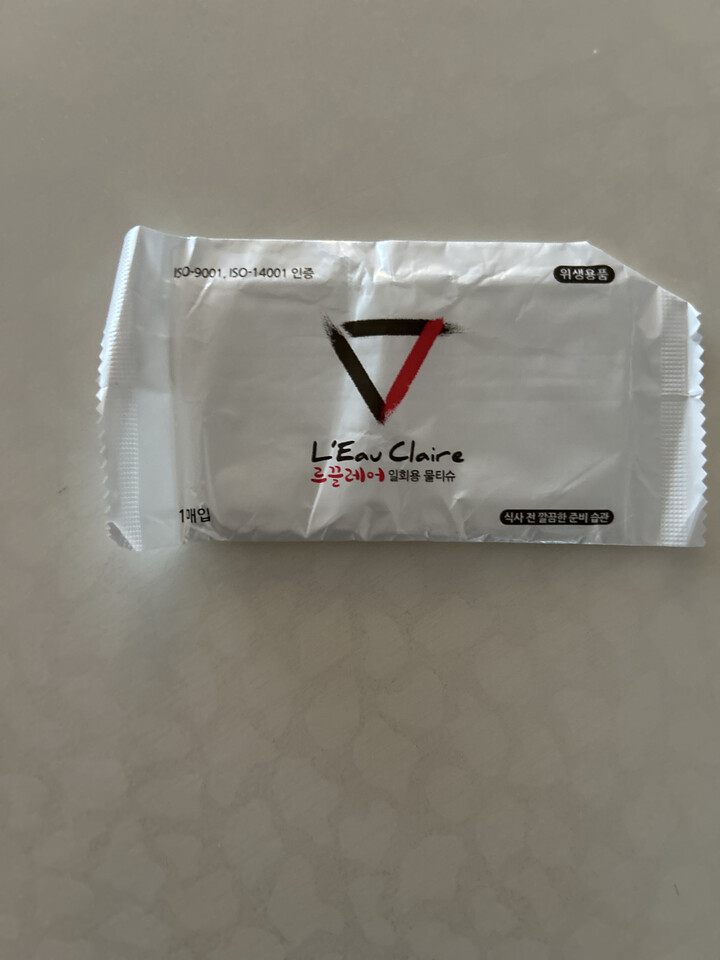 ISO-9001, ISO-14001 인증
위생용품
L'Eau Claire
르끌레어 일회용 물티슈
1매입
식사 전 깔끔한 준비 습관